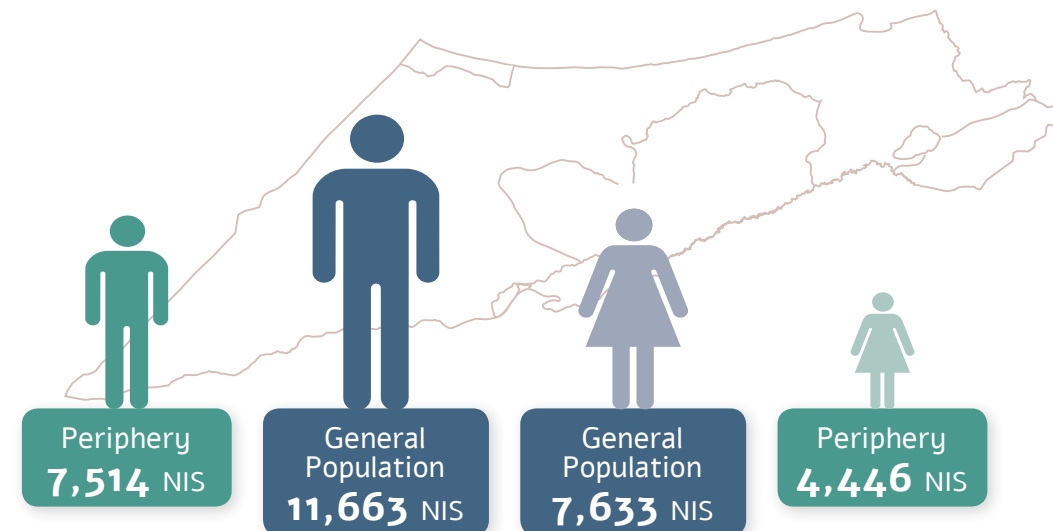 Periphery
7,514 NIS
General
Population
11,663 NIS
General
Population
7,633 NIS
Periphery
4,446 NIS